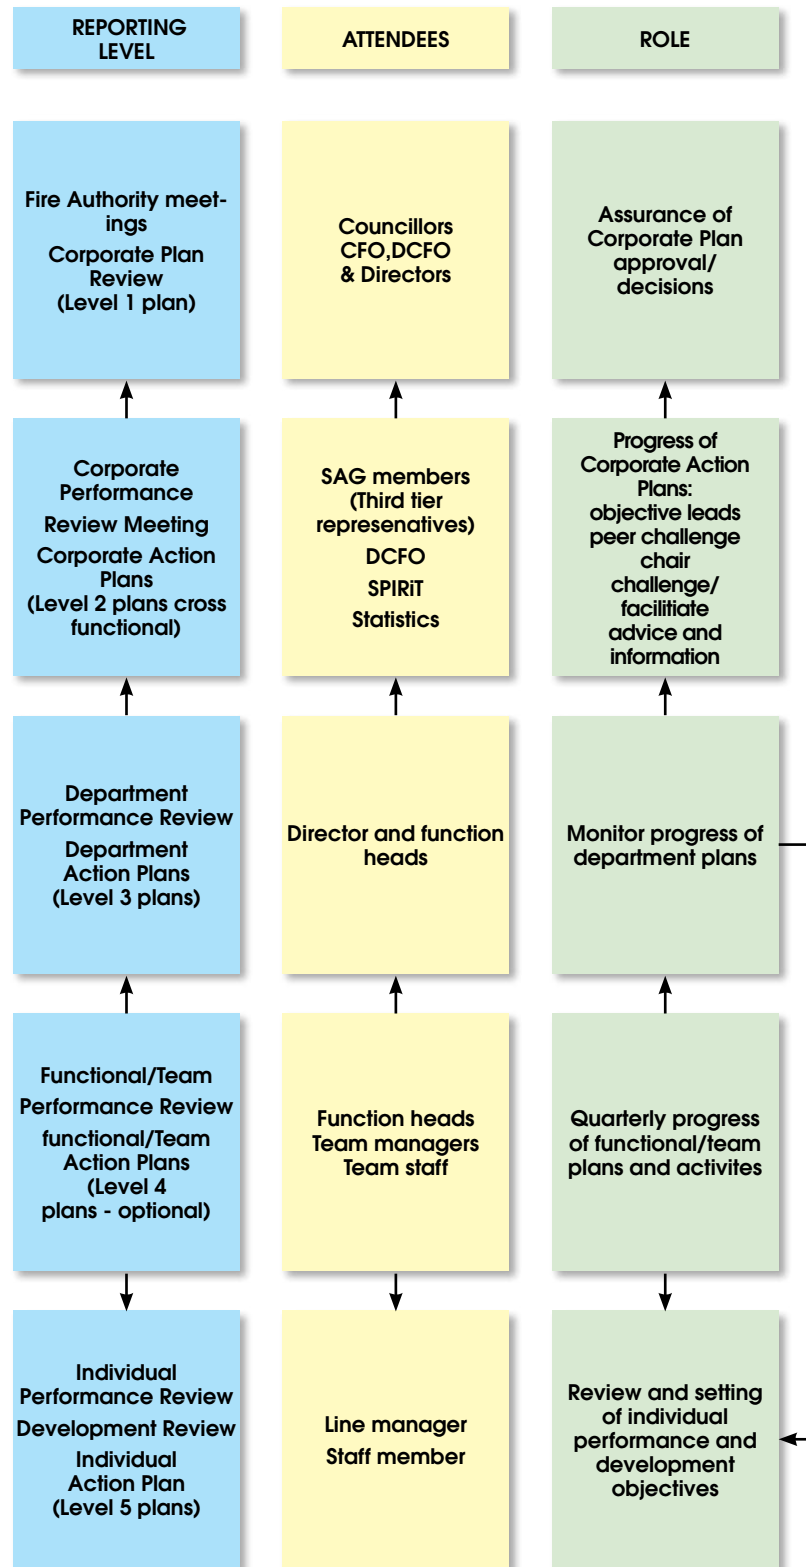 REPORTING
LEVEL
ATTENDEES
ROLE
Fire Authority meet-
ings
Corporate Plan
Review
(Level 1 plan)
Councillors
CFO,DCFO
& Directors
Assurance of
Corporate Plan
approval/
decisions
Corporate
Performance
Review Meeting
Corporate Action
Plans
(Level 2 plans cross
functional)
SAG members
(Third tier
represenatives)
DCFO
SPIRiT
Statistics
Progress of
Corporate Action
Plans:
objective leads
peer challenge
chair
challenge/
facilitiate
advice and
information
Department
Performance Review
Department
Action Plans
(Level 3 plans)
Director and function
heads
Monitor progress of
department plans
Functional/Team
Performance Review
functional/Team
Action Plans
(Level 4
plans - optional)
Function heads
Team managers
Team staff
Quarterly progress
of functional/team
plans and activites
Individual
Performance Review
Development Review
Individual
Action Plan
(Level 5 plans)
Line manager
Staff member
Review and setting
of individual
performance and
development
objectives